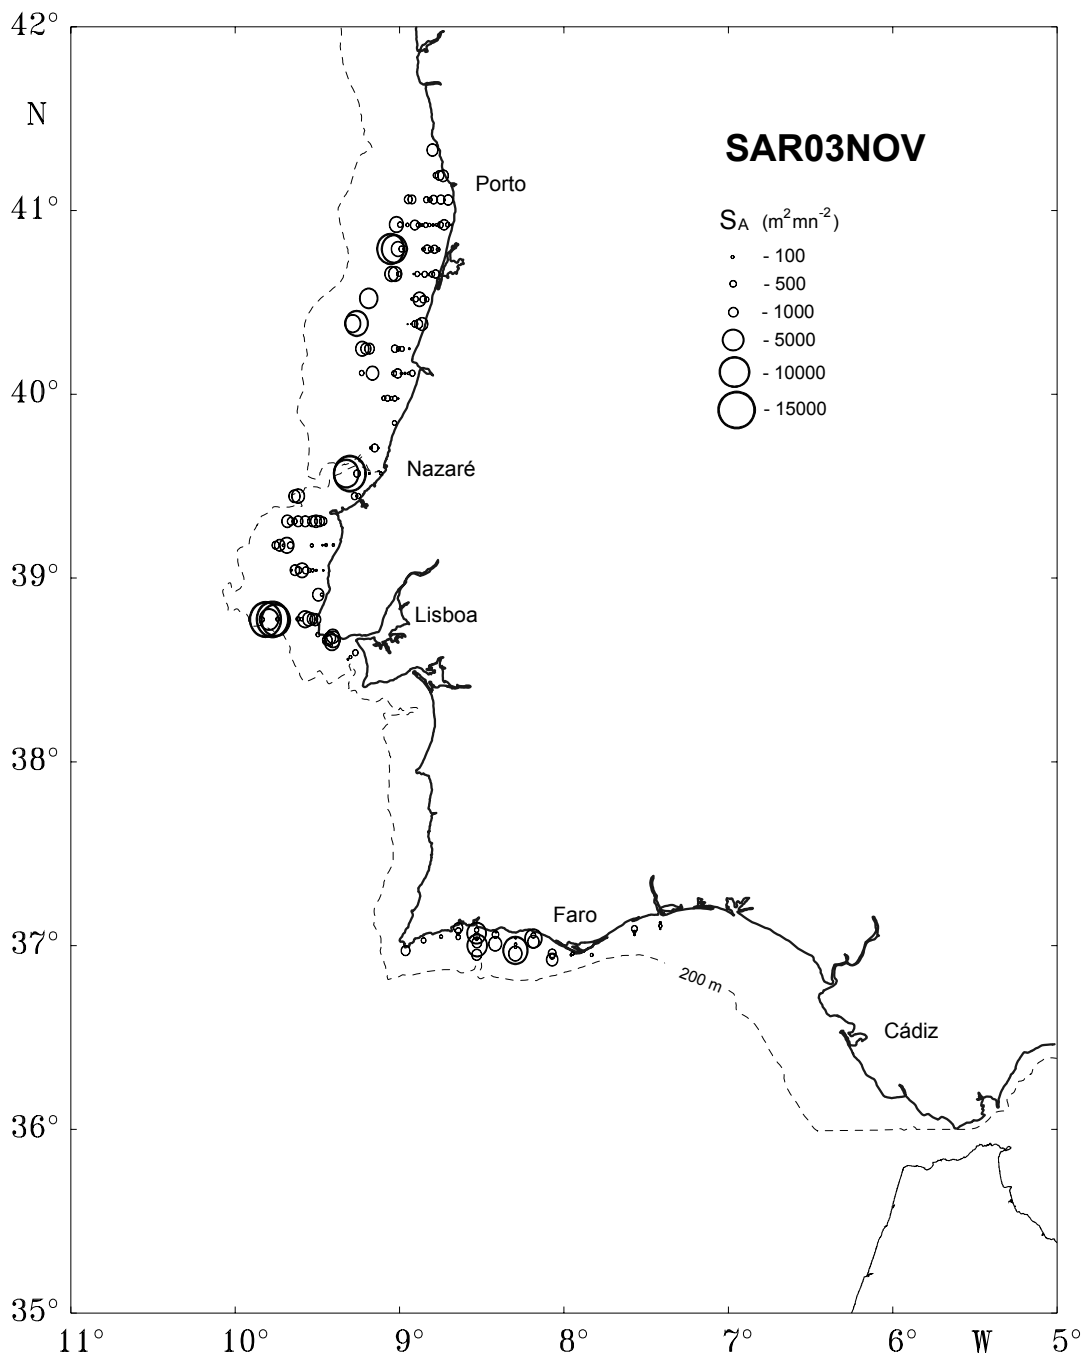 42°
N
SAR03NOV
Porto
41°
SA (m²mn⁻²)
- 100
- 500
- 1000
- 5000
- 10000
- 15000
40°
Nazaré
39°
Lisboa
38°
Faro
37°
200 m
Cádiz
36°
35°
11° 10° 9° 8° 7° 6° W 5°